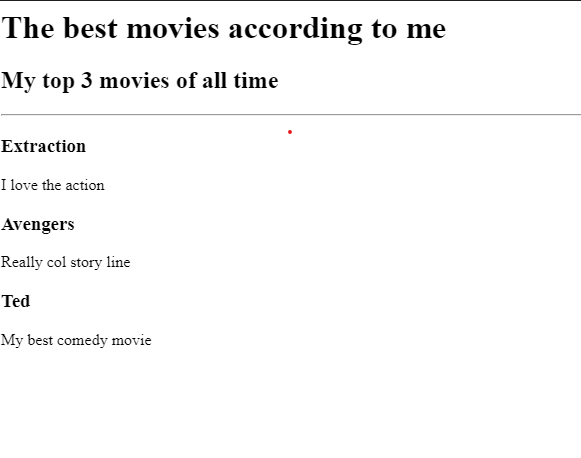 The best movies according to me
My top 3 movies of all time
Extraction
I love the action
Avengers
Really col story line
Ted
My best comedy movie